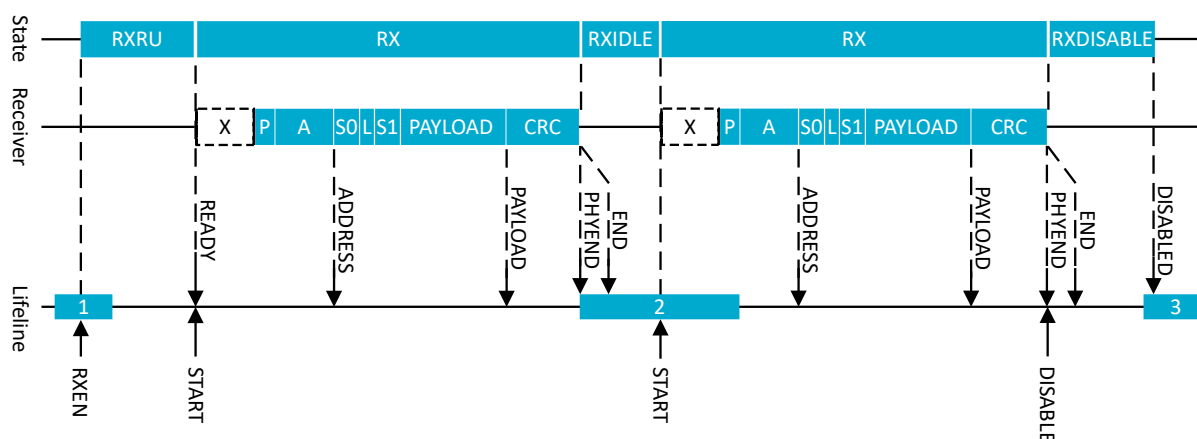 State
RXRU
RX
RXIDLE
RX
RXDISABLE
Receiver
X
P
A
S0
L
S1
PAYLOAD
CRC
X
P
A
S0
L
S1
PAYLOAD
CRC
READY
ADDRESS
PAYLOAD
PHYEND
END
ADDRESS
PAYLOAD
PHYEND
END
DISABLED
Lifeline
1
2
3
RXEN
START
START
DISABLE